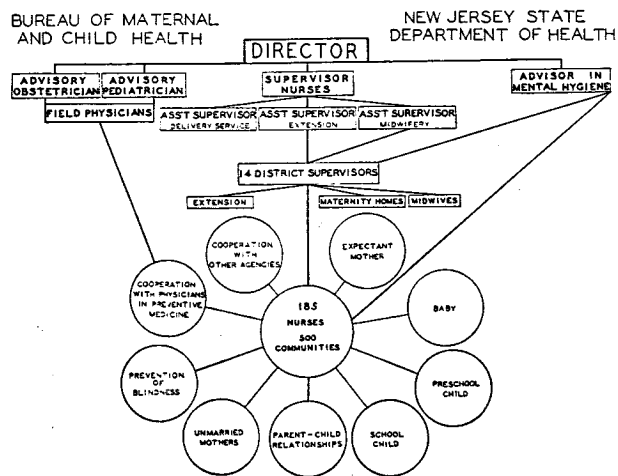 BUREAU OF MATERNAL
AND CHILD HEALTH
NEW JERSEY STATE
DEPARTMENT OF HEALTH
DIRECTOR
ADVISORY
OBSTETRICIAN
ADVISORY
PEDIATRICIAN
SUPERVISOR
NURSES
ADVISOR IN
MENTAL HYGIENE
FIELD PHYSICIANS
ASST SUPERVISOR
DELIVERY SERVICE
ASST SUPERVISOR
EXTENSION
ASST SUPERVISOR
MIDWIFERY
14 DISTRICT SUPERVISORS
EXTENSION
MATERNITY HOMES
MIDWIVES
COOPERATION
WITH
OTHER AGENCIES
EXPECTANT
MOTHER
COOPERATION
WITH PHYSICIANS
IN PREVENTIVE
MEDICINE
185
NURSES
500
COMMUNITIES
BABY
PREVENTION
OF
BLINDNESS
PRESCHOOL
CHILD
UNMARRIED
MOTHERS
PARENT-CHILD
RELATIONSHIPS
SCHOOL
CHILD